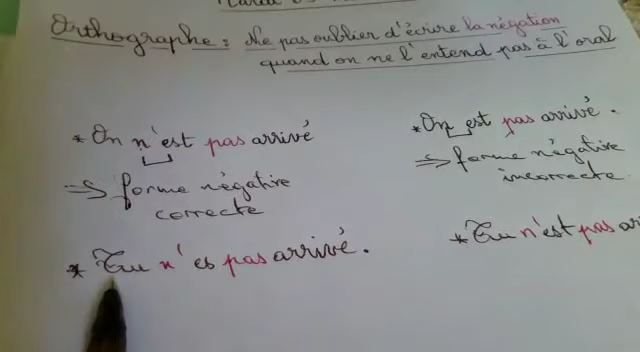 Orthographe : Ne pas oublier d'écrire la négation
quand on ne l'entend pas à l'oral
* On n'est pas arrivé
=> forme négative
correcte
* On est pas arrivé.
=> forme négative
incorrecte.
* Tu n'es pas arrivé.
* Tu n'est pas